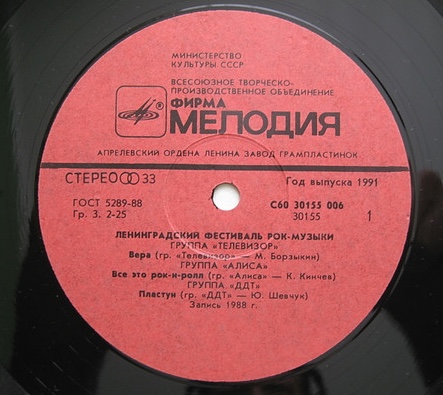 МИНИСТЕРСТВО
КУЛЬТУРЫ СССР
ВСЕСОЮЗНОЕ ТВОРЧЕСКО-
ПРОИЗВОДСТВЕННОЕ ОБЪЕДИНЕНИЕ
ФИРМА
МЕЛОДИЯ
АПРЕЛЕВСКИЙ ОРДЕНА ЛЕНИНА ЗАВОД ГРАМПЛАСТИНОК
СТЕРЕО 33
Год выпуска 1991
ГОСТ 5289-88
С60 30155 006
Гр. 3. 2-25
30155
1
ЛЕНИНГРАДСКИЙ ФЕСТИВАЛЬ РОК-МУЗЫКИ
ГРУППА «ТЕЛЕВИЗОР»
Вера (гр. «Телевизор» — М. Борзыкин)
ГРУППА «АЛИСА»
Все это рок-н-ролл (гр. «Алиса» — К. Кинчев)
ГРУППА «ДДТ»
Пластун (гр. «ДДТ» — Ю. Шевчук)
Запись 1988 г.